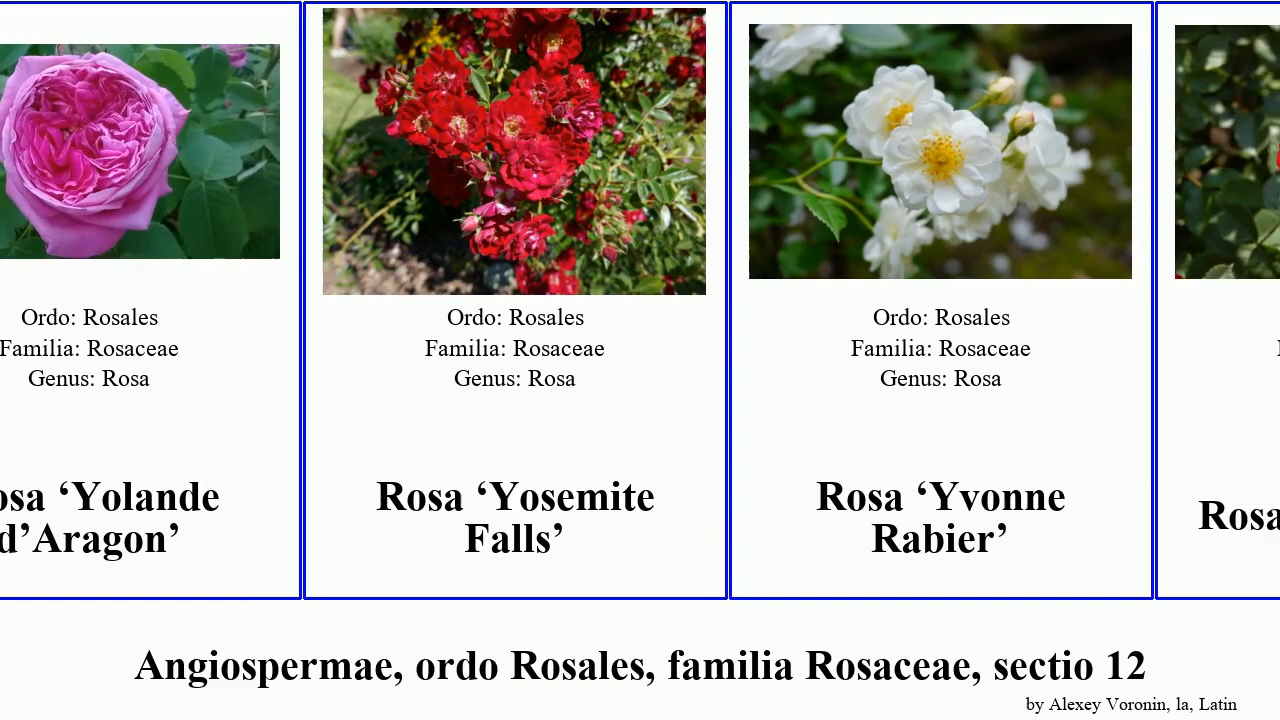 Ordo: Rosales
Familia: Rosaceae
Genus: Rosa
osa ‘Yolande
d’Aragon’
Ordo: Rosales
Familia: Rosaceae
Genus: Rosa
Rosa ‘Yosemite
Falls’
Ordo: Rosales
Familia: Rosaceae
Genus: Rosa
Rosa ‘Yvonne
Rabier’
Rosa
Angiospermae, ordo Rosales, familia Rosaceae, sectio 12
by Alexey Voronin, la, Latin